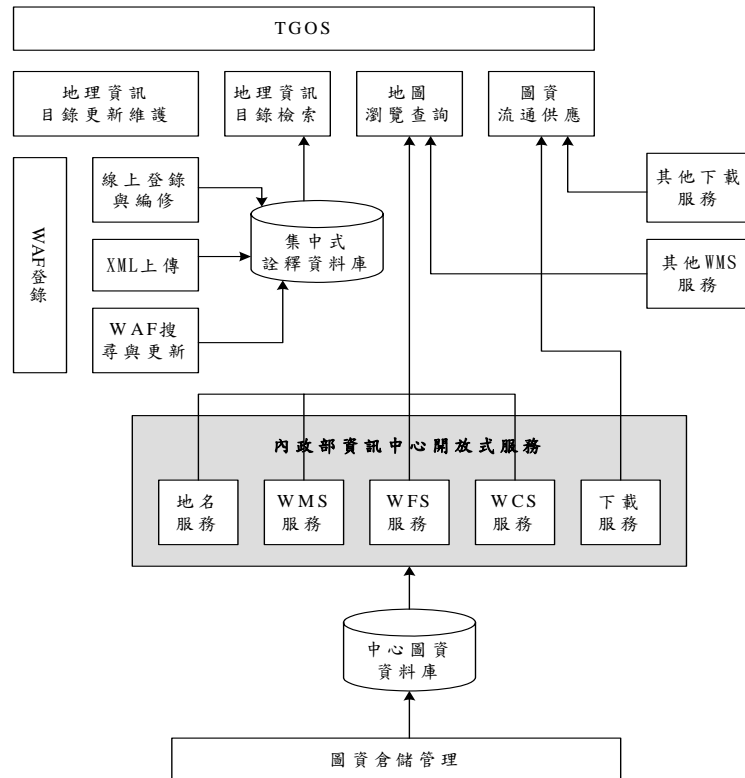 TGOS
地理資訊
目錄更新維護
地理資訊
目錄檢索
地圖
瀏覽查詢
圖資
流通供應
WAF登錄
線上登錄
與編修
XML上傳
WAF搜
尋與更新
集中式
詮釋資料庫
其他下載
服務
其他WMS
服務
內政部資訊中心開放式服務
地名
服務
WMS
服務
WFS
服務
WCS
服務
下載
服務
中心圖資
資料庫
圖資倉儲管理